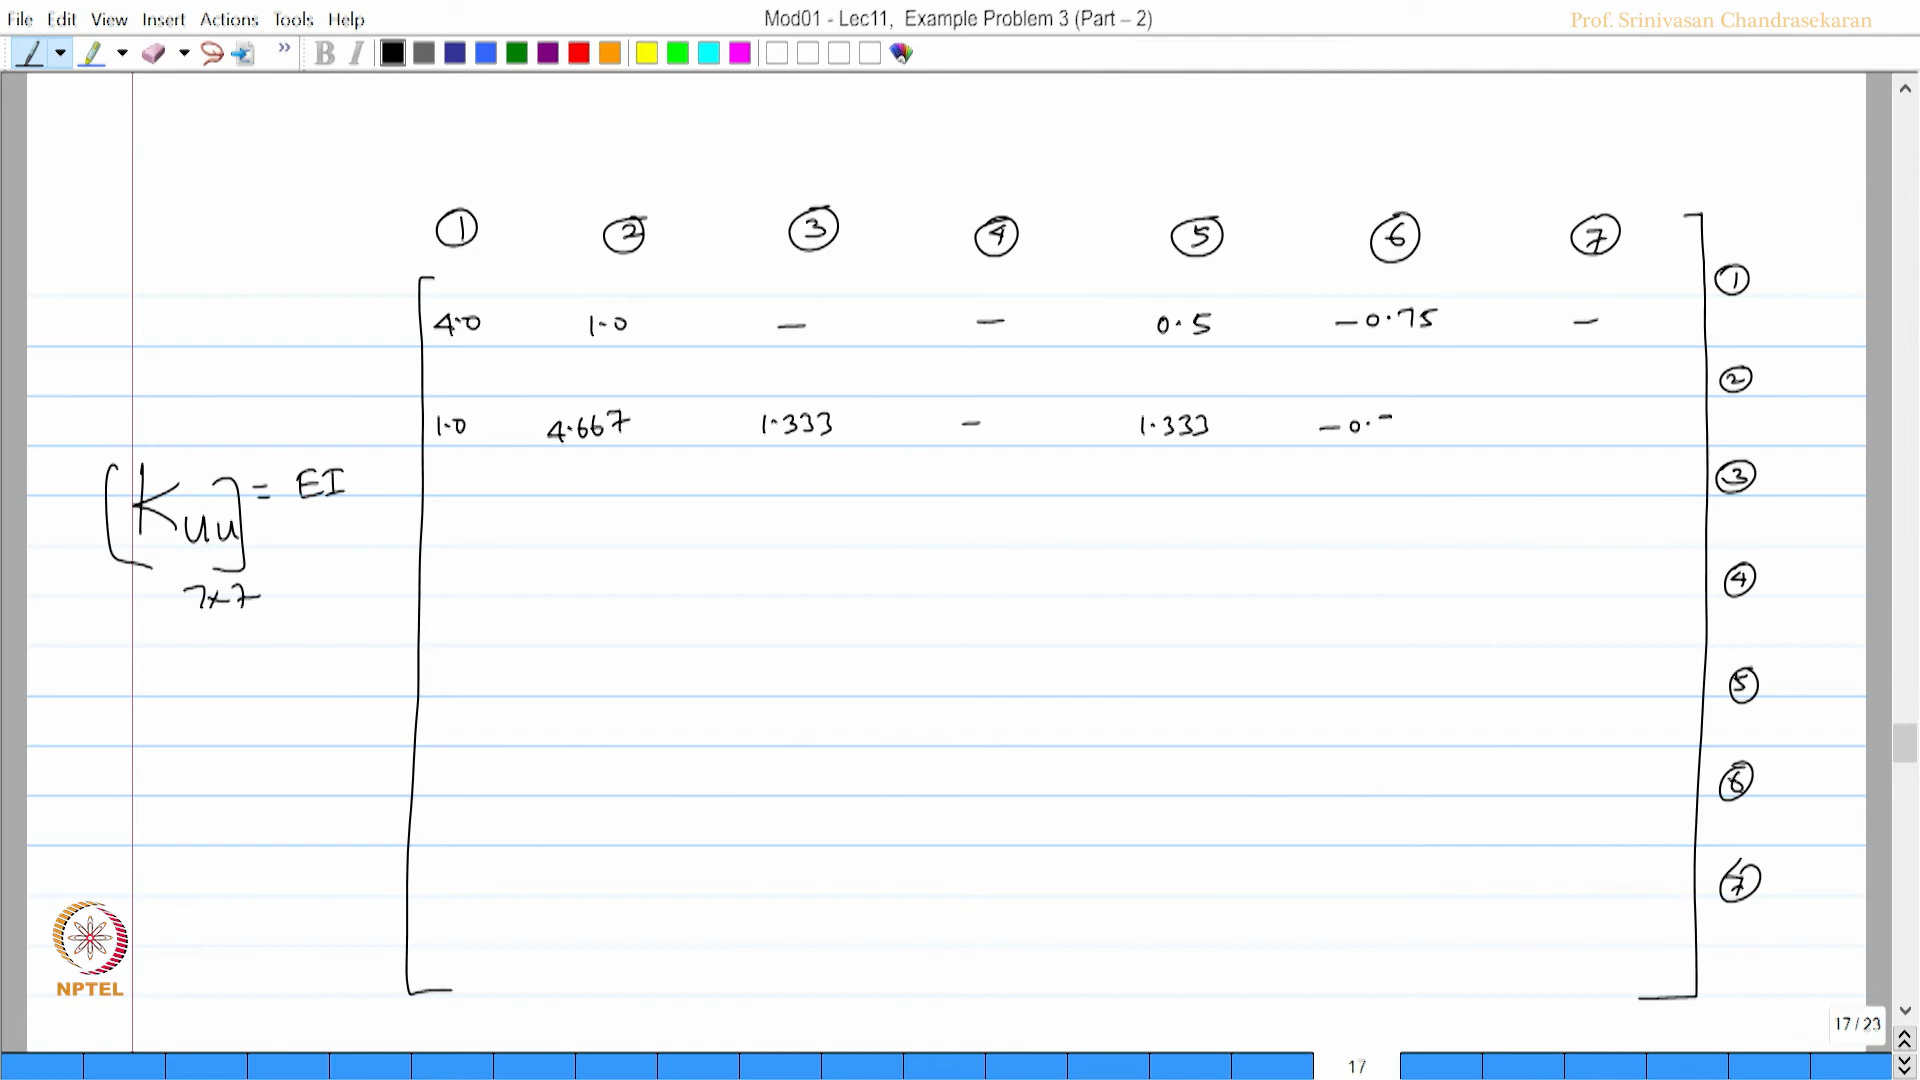 File Edit View Insert Actions Tools Help
Mod01 - Lec11, Example Problem 3 (Part – 2)
Prof. Srinivasan Chandrasekaran
B I
1 2 3 4 5 6 7
1
4.0 1.0 — — 0.5 -0.75 —
2
1.0 4.667 1.333 — 1.333 -0.
3
[Kuu] = EI
7x7
4
5
6
7
NPTEL
17 / 23
17